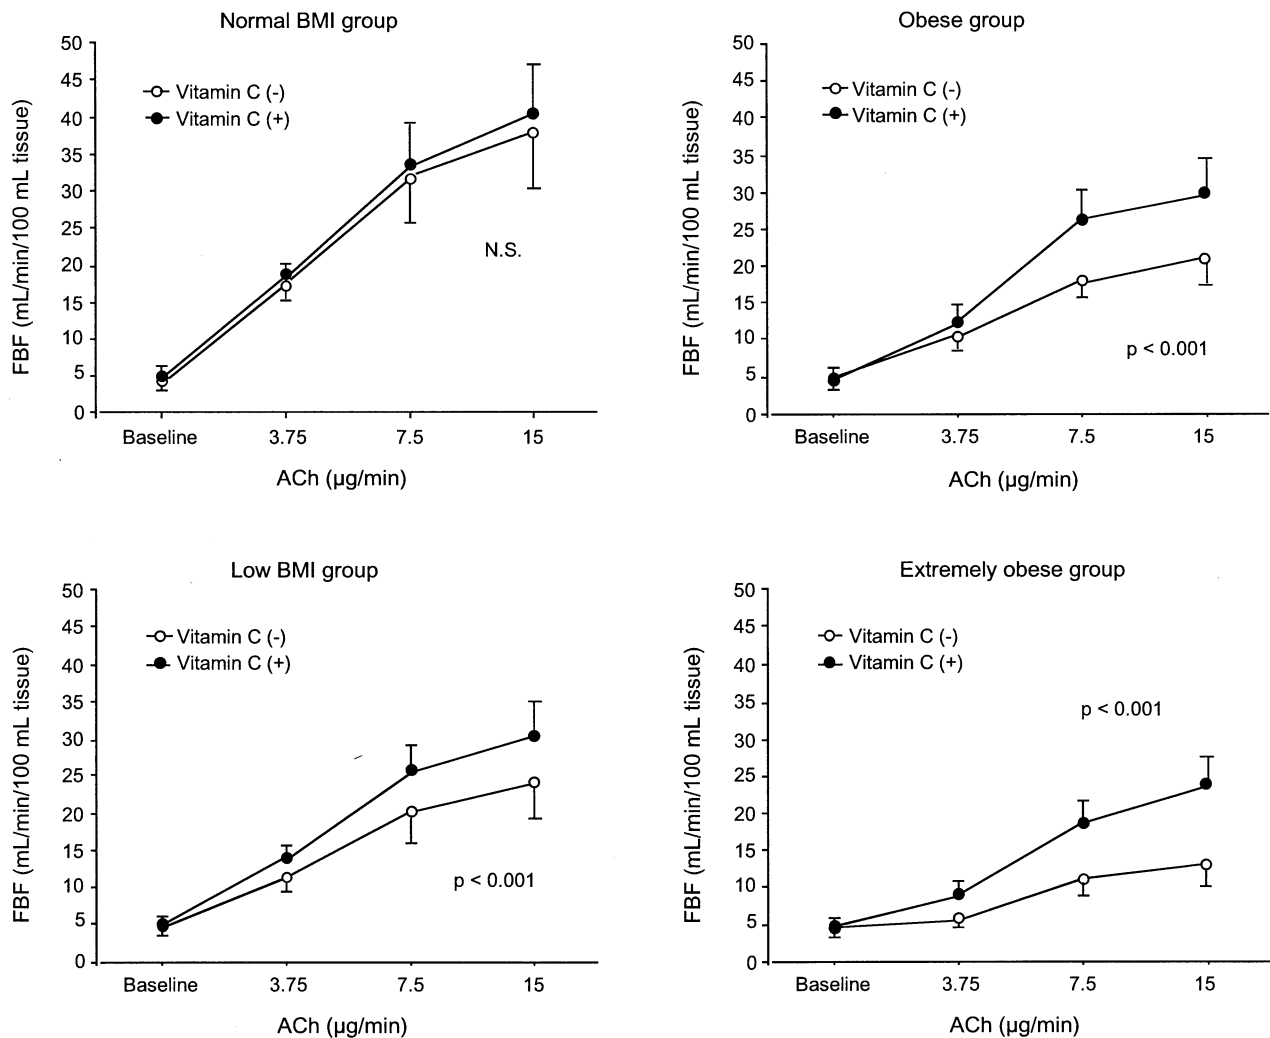 Normal BMI group
50
45
40
35
30
25
20
15
10
5
0
FBF (mL/min/100 mL tissue)
Vitamin C (-)
Vitamin C (+)
N.S.
Baseline 3.75 7.5 15
ACh (µg/min)
Obese group
50
45
40
35
30
25
20
15
10
5
0
FBF (mL/min/100 mL tissue)
Vitamin C (-)
Vitamin C (+)
p < 0.001
Baseline 3.75 7.5 15
ACh (µg/min)
Low BMI group
50
45
40
35
30
25
20
15
10
5
0
FBF (mL/min/100 mL tissue)
Vitamin C (-)
Vitamin C (+)
p < 0.001
Baseline 3.75 7.5 15
ACh (µg/min)
Extremely obese group
50
45
40
35
30
25
20
15
10
5
0
FBF (mL/min/100 mL tissue)
Vitamin C (-)
Vitamin C (+)
p < 0.001
Baseline 3.75 7.5 15
ACh (µg/min)